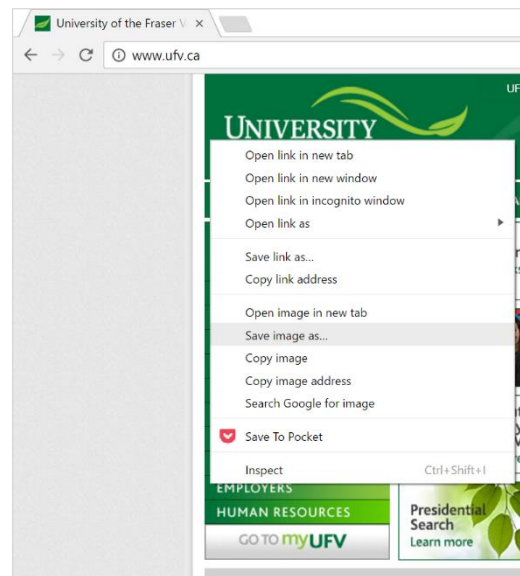 University of the Fraser V
www.ufv.ca
UF
UNIVERSITY
Open link in new tab
Open link in new window
Open link in incognito window
Open link as
Save link as...
Copy link address
Open image in new tab
Save image as...
Copy image
Copy image address
Search Google for image
Save To Pocket
Inspect Ctrl+Shift+I
EMPLOYERS
HUMAN RESOURCES
GO TO myUFV
Presidential
Search
Learn more